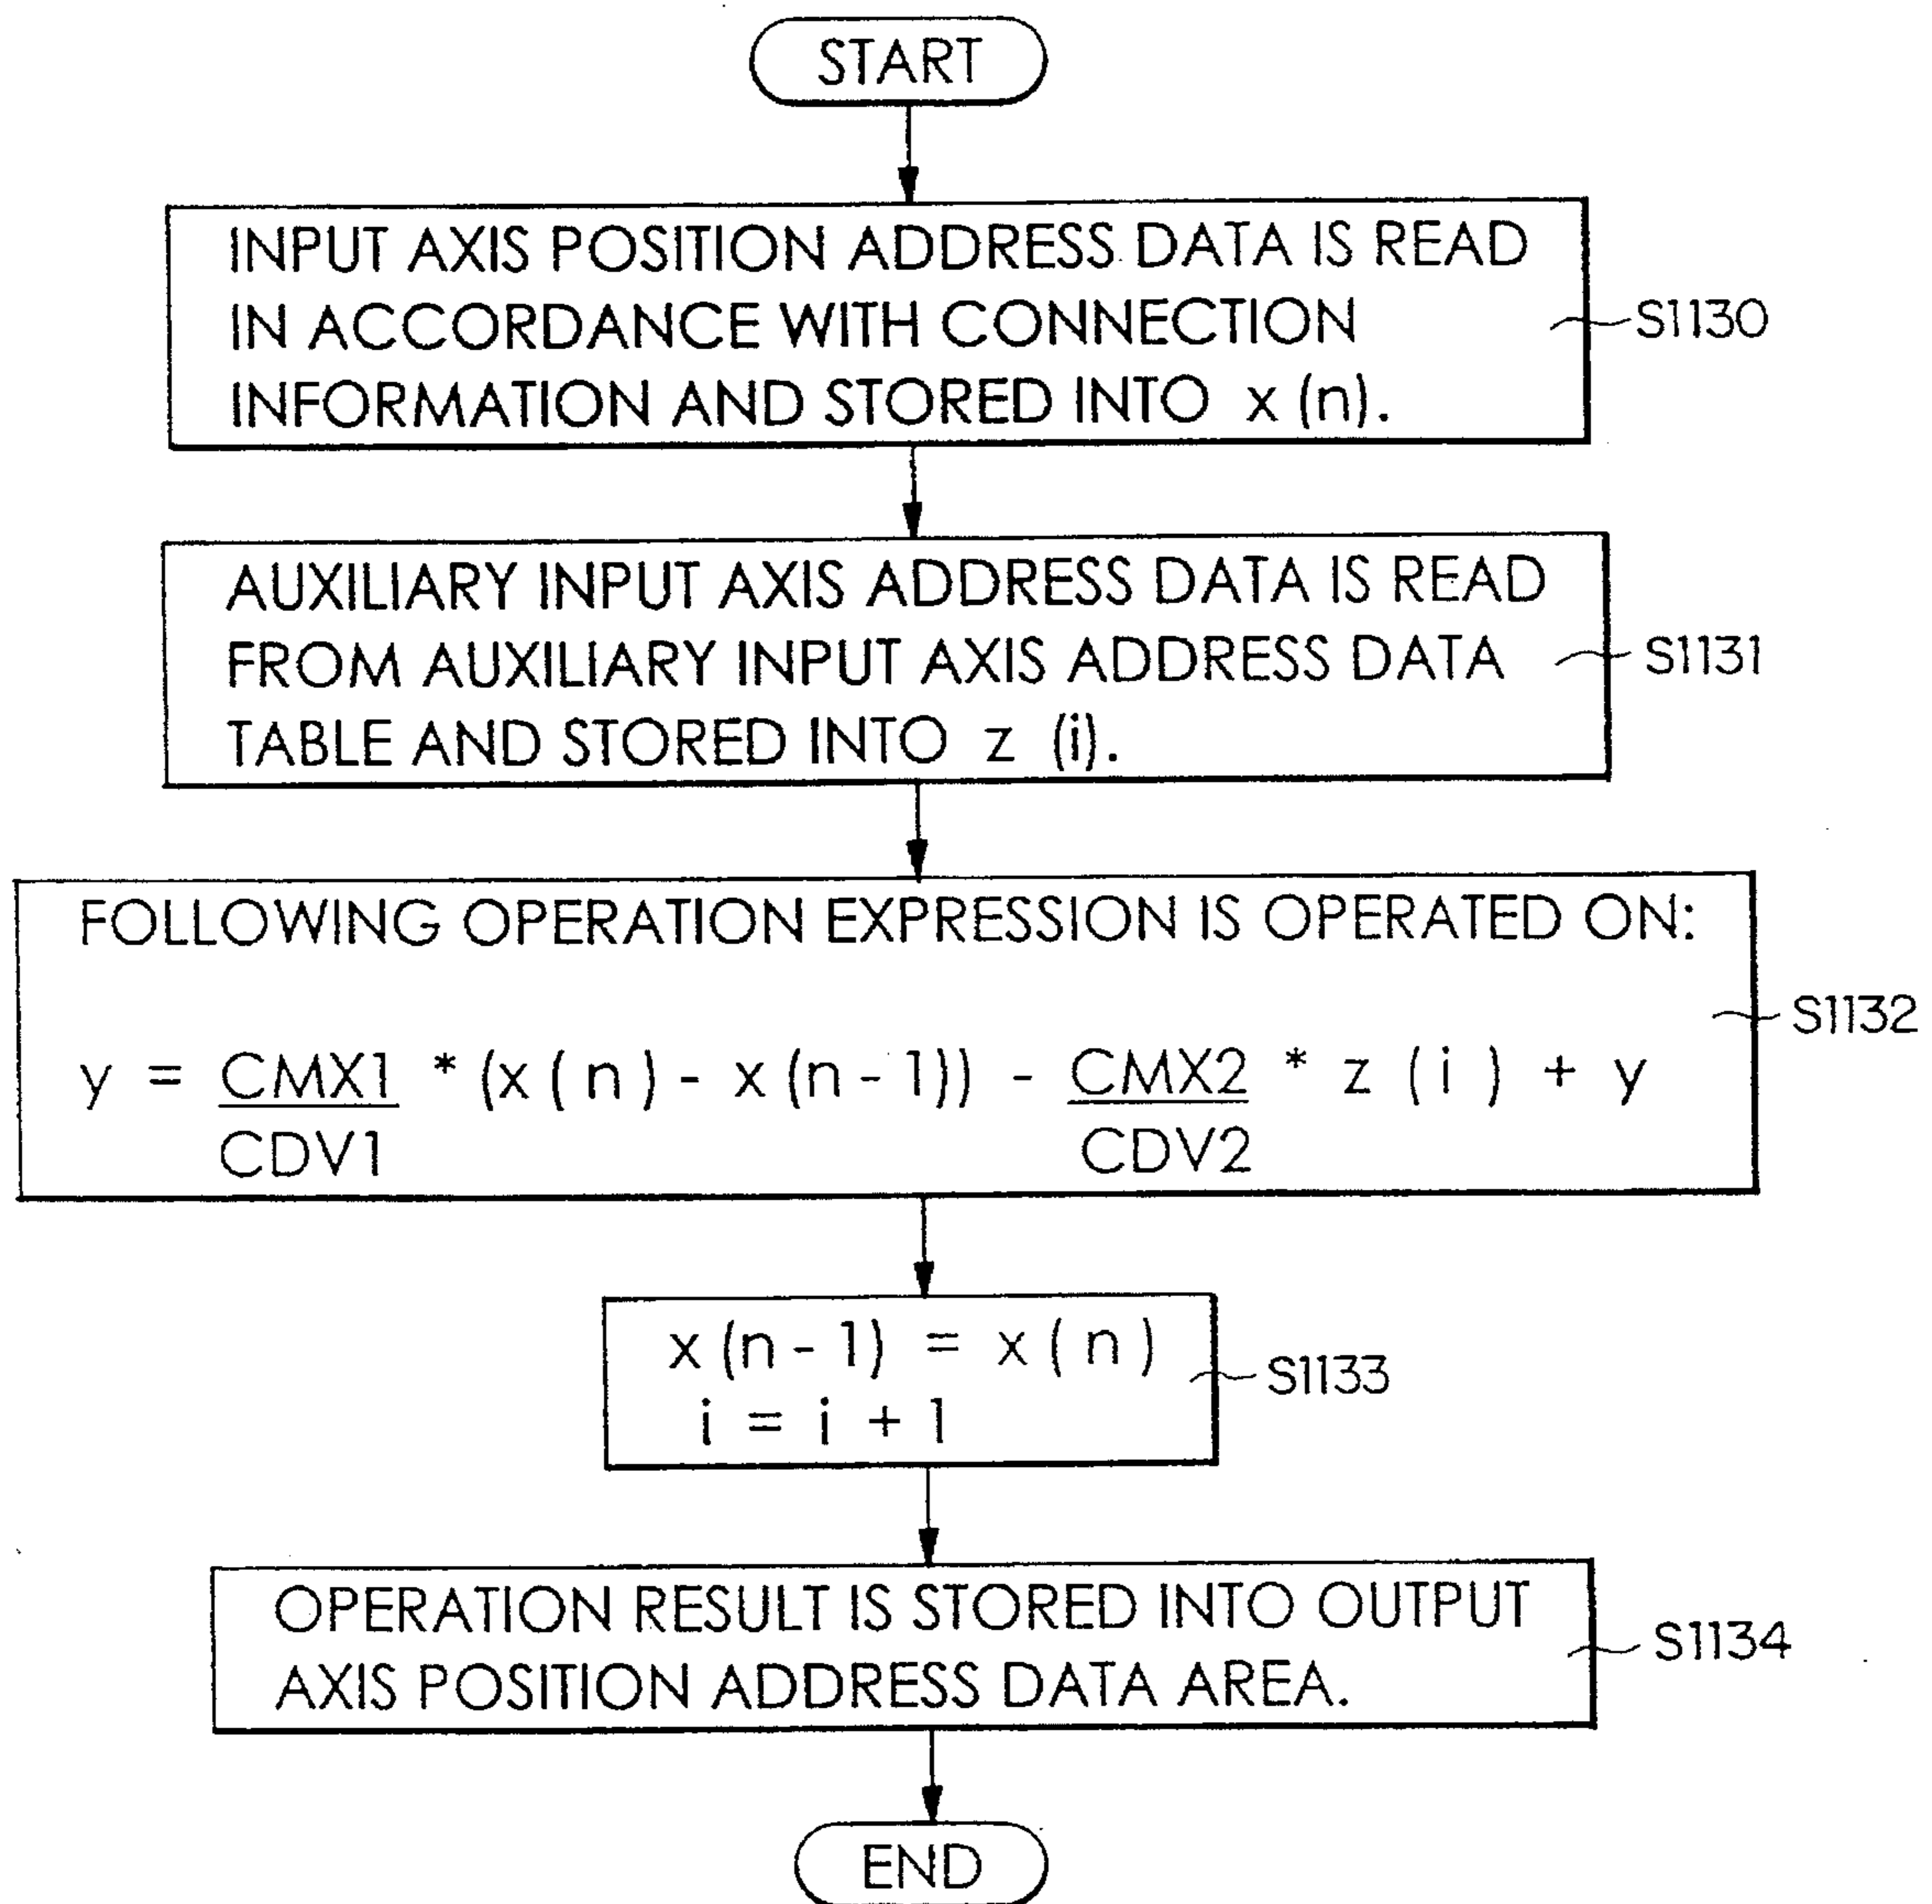 START
INPUT AXIS POSITION ADDRESS DATA IS READ
IN ACCORDANCE WITH CONNECTION
INFORMATION AND STORED INTO x (n).
S1130
AUXILIARY INPUT AXIS ADDRESS DATA IS READ
FROM AUXILIARY INPUT AXIS ADDRESS DATA
TABLE AND STORED INTO z (i).
S1131
FOLLOWING OPERATION EXPRESSION IS OPERATED ON:
y = CMX1 * (x (n) - x (n - 1)) - CMX2 * z (i) + y
CDV1 CDV2
S1132
x (n - 1) = x (n)
i = i + 1
S1133
OPERATION RESULT IS STORED INTO OUTPUT
AXIS POSITION ADDRESS DATA AREA.
S1134
END